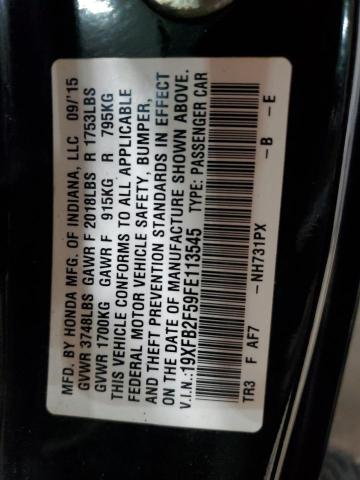 MFD. BY HONDA MFG. OF INDIANA, LLC 09/'15
GVWR 3748LBS GAWR F 2018LBS R 1753LBS
GVWR 1700KG GAWR F 915KG R 795KG
THIS VEHICLE CONFORMS TO ALL APPLICABLE
FEDERAL MOTOR VEHICLE SAFETY, BUMPER,
AND THEFT PREVENTION STANDARDS IN EFFECT
ON THE DATE OF MANUFACTURE SHOWN ABOVE.
V.I.N.:19XFB2F59FE113545 TYPE: PASSENGER CAR
-NH731PX -B -E
TR3 F AF7